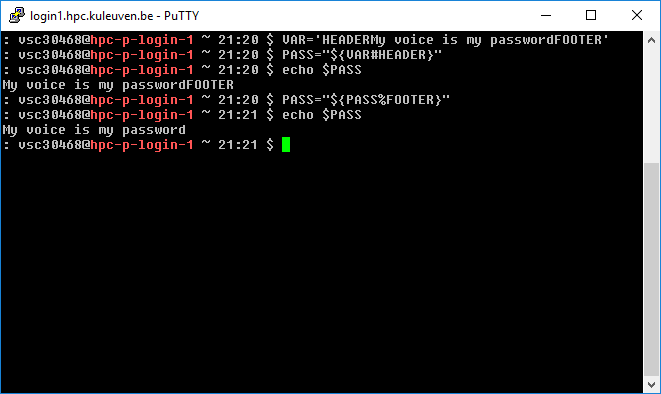 login1.hpc.kuleuven.be - PuTTY
: vsc30468@hpc-p-login-1 ~ 21:20 $ VAR='HEADERMy voice is my passwordFOOTER'
: vsc30468@hpc-p-login-1 ~ 21:20 $ PASS="${VAR#HEADER}"
: vsc30468@hpc-p-login-1 ~ 21:20 $ echo $PASS
My voice is my passwordFOOTER
: vsc30468@hpc-p-login-1 ~ 21:20 $ PASS="${PASS%FOOTER}"
: vsc30468@hpc-p-login-1 ~ 21:21 $ echo $PASS
My voice is my password
: vsc30468@hpc-p-login-1 ~ 21:21 $